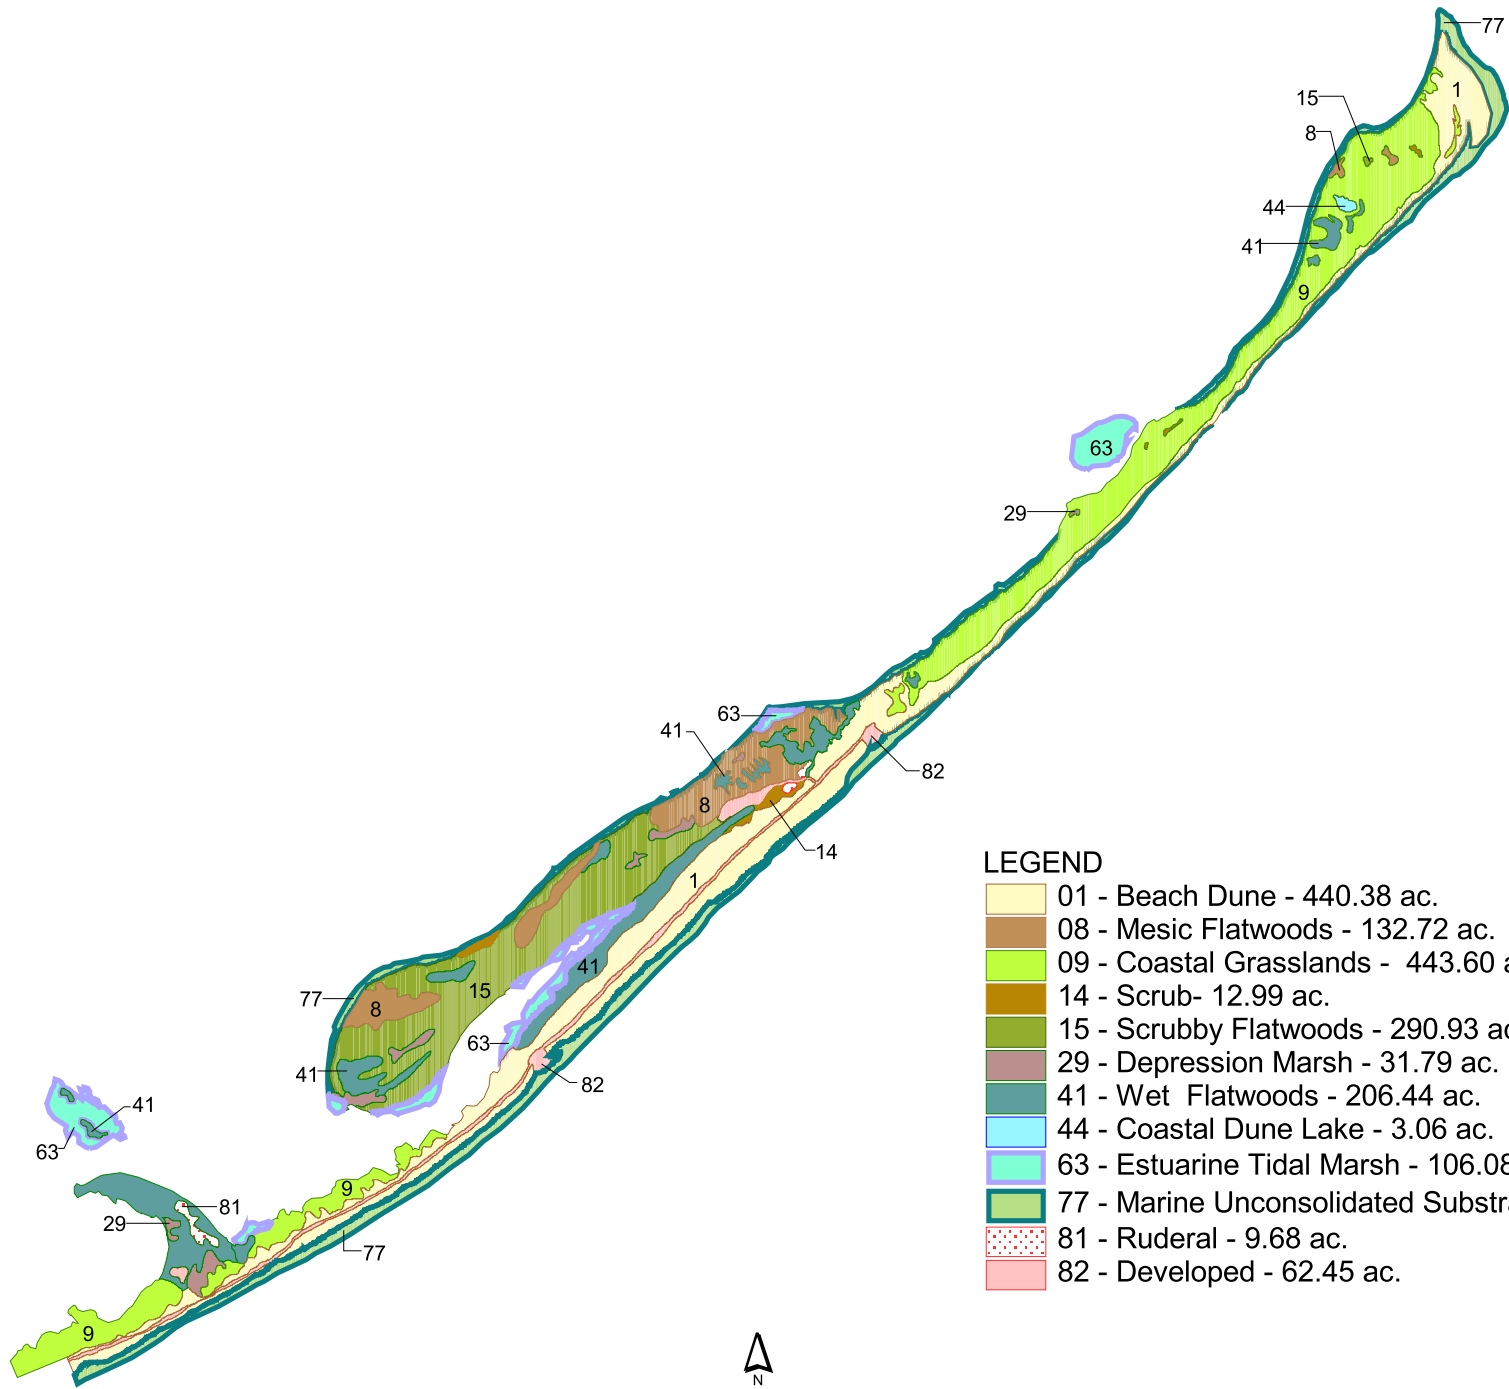 77
1
15
8
44
41
9
63
29
63
41
82
8
14
1
41
15
77
8
63
41
82
41
63
9
81
29
77
9
N
LEGEND
01 - Beach Dune - 440.38 ac.
08 - Mesic Flatwoods - 132.72 ac.
09 - Coastal Grasslands - 443.60 a
14 - Scrub- 12.99 ac.
15 - Scrubby Flatwoods - 290.93 ac
29 - Depression Marsh - 31.79 ac.
41 - Wet Flatwoods - 206.44 ac.
44 - Coastal Dune Lake - 3.06 ac.
63 - Estuarine Tidal Marsh - 106.08
77 - Marine Unconsolidated Substra
81 - Ruderal - 9.68 ac.
82 - Developed - 62.45 ac.